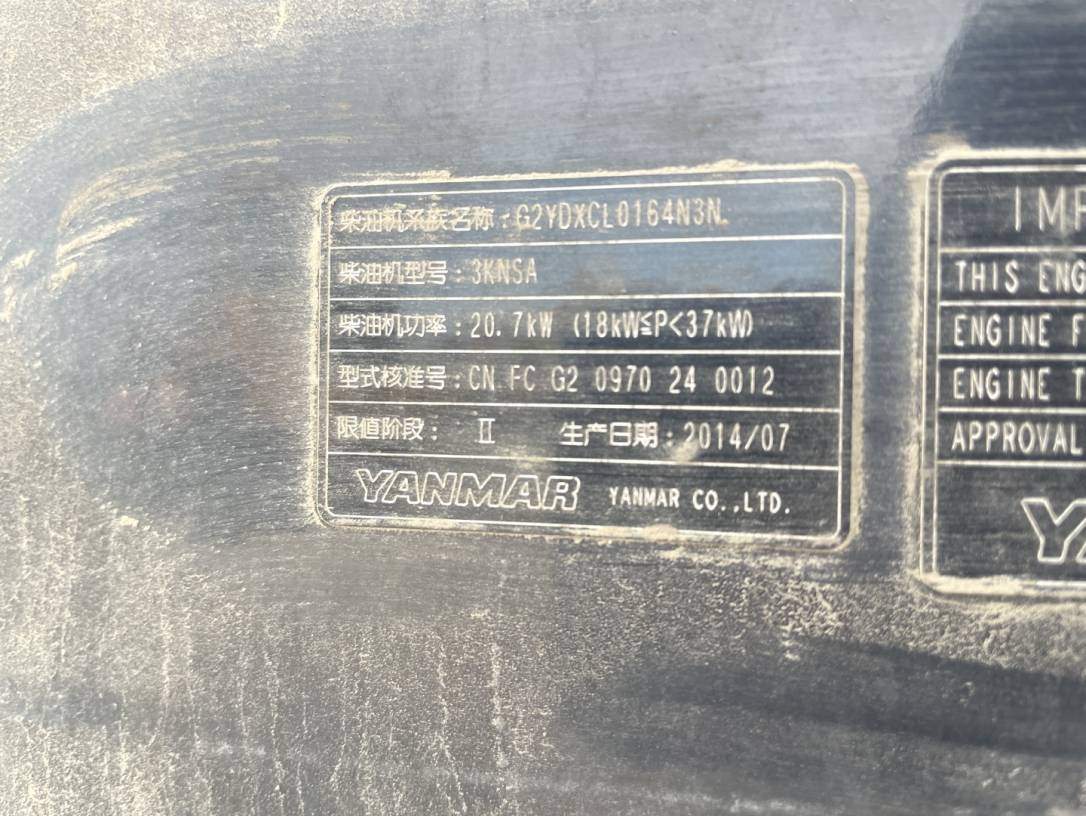 柴油机系族名称:G2YDXCL0164N3N
柴油机型号:3KNSA
柴油机功率:20.7kW (18kW≦P<37kW)
型式核准号:CN FC G2 0970 24 0012
限值阶段: Ⅱ 生产日期:2014/07
YANMAR YANMAR CO.,LTD.
IMP
THIS ENG
ENGINE F
ENGINE T
APPROVAL
YA